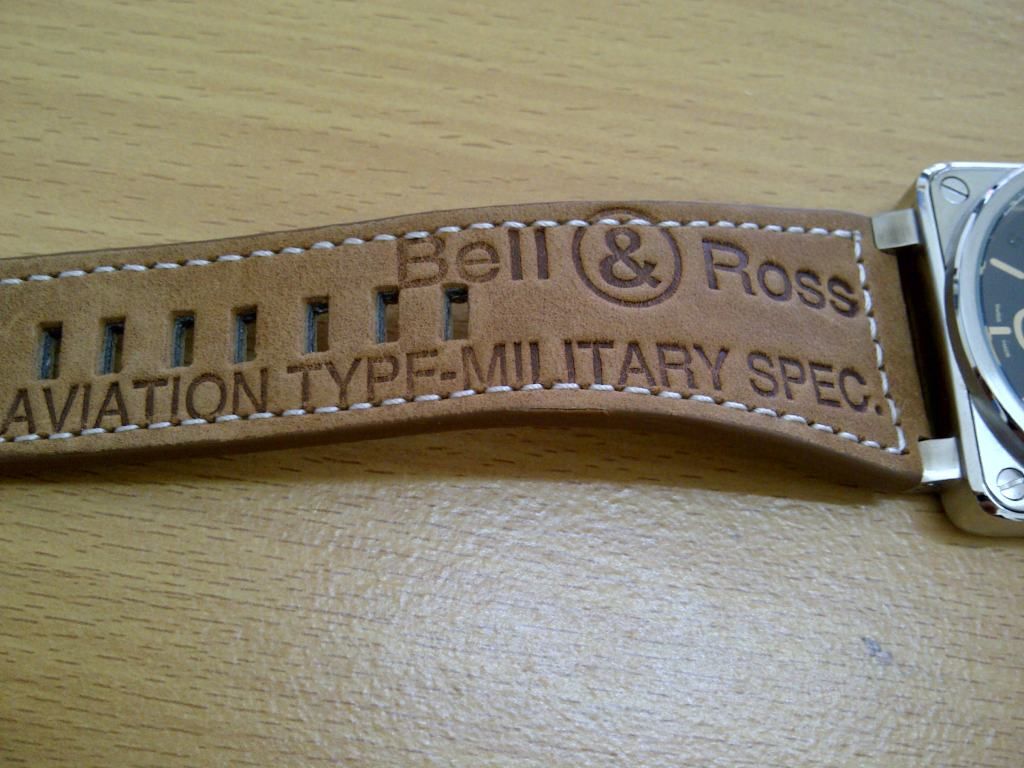 Bell & Ross
AVIATION TYPE-MILITARY SPEC.